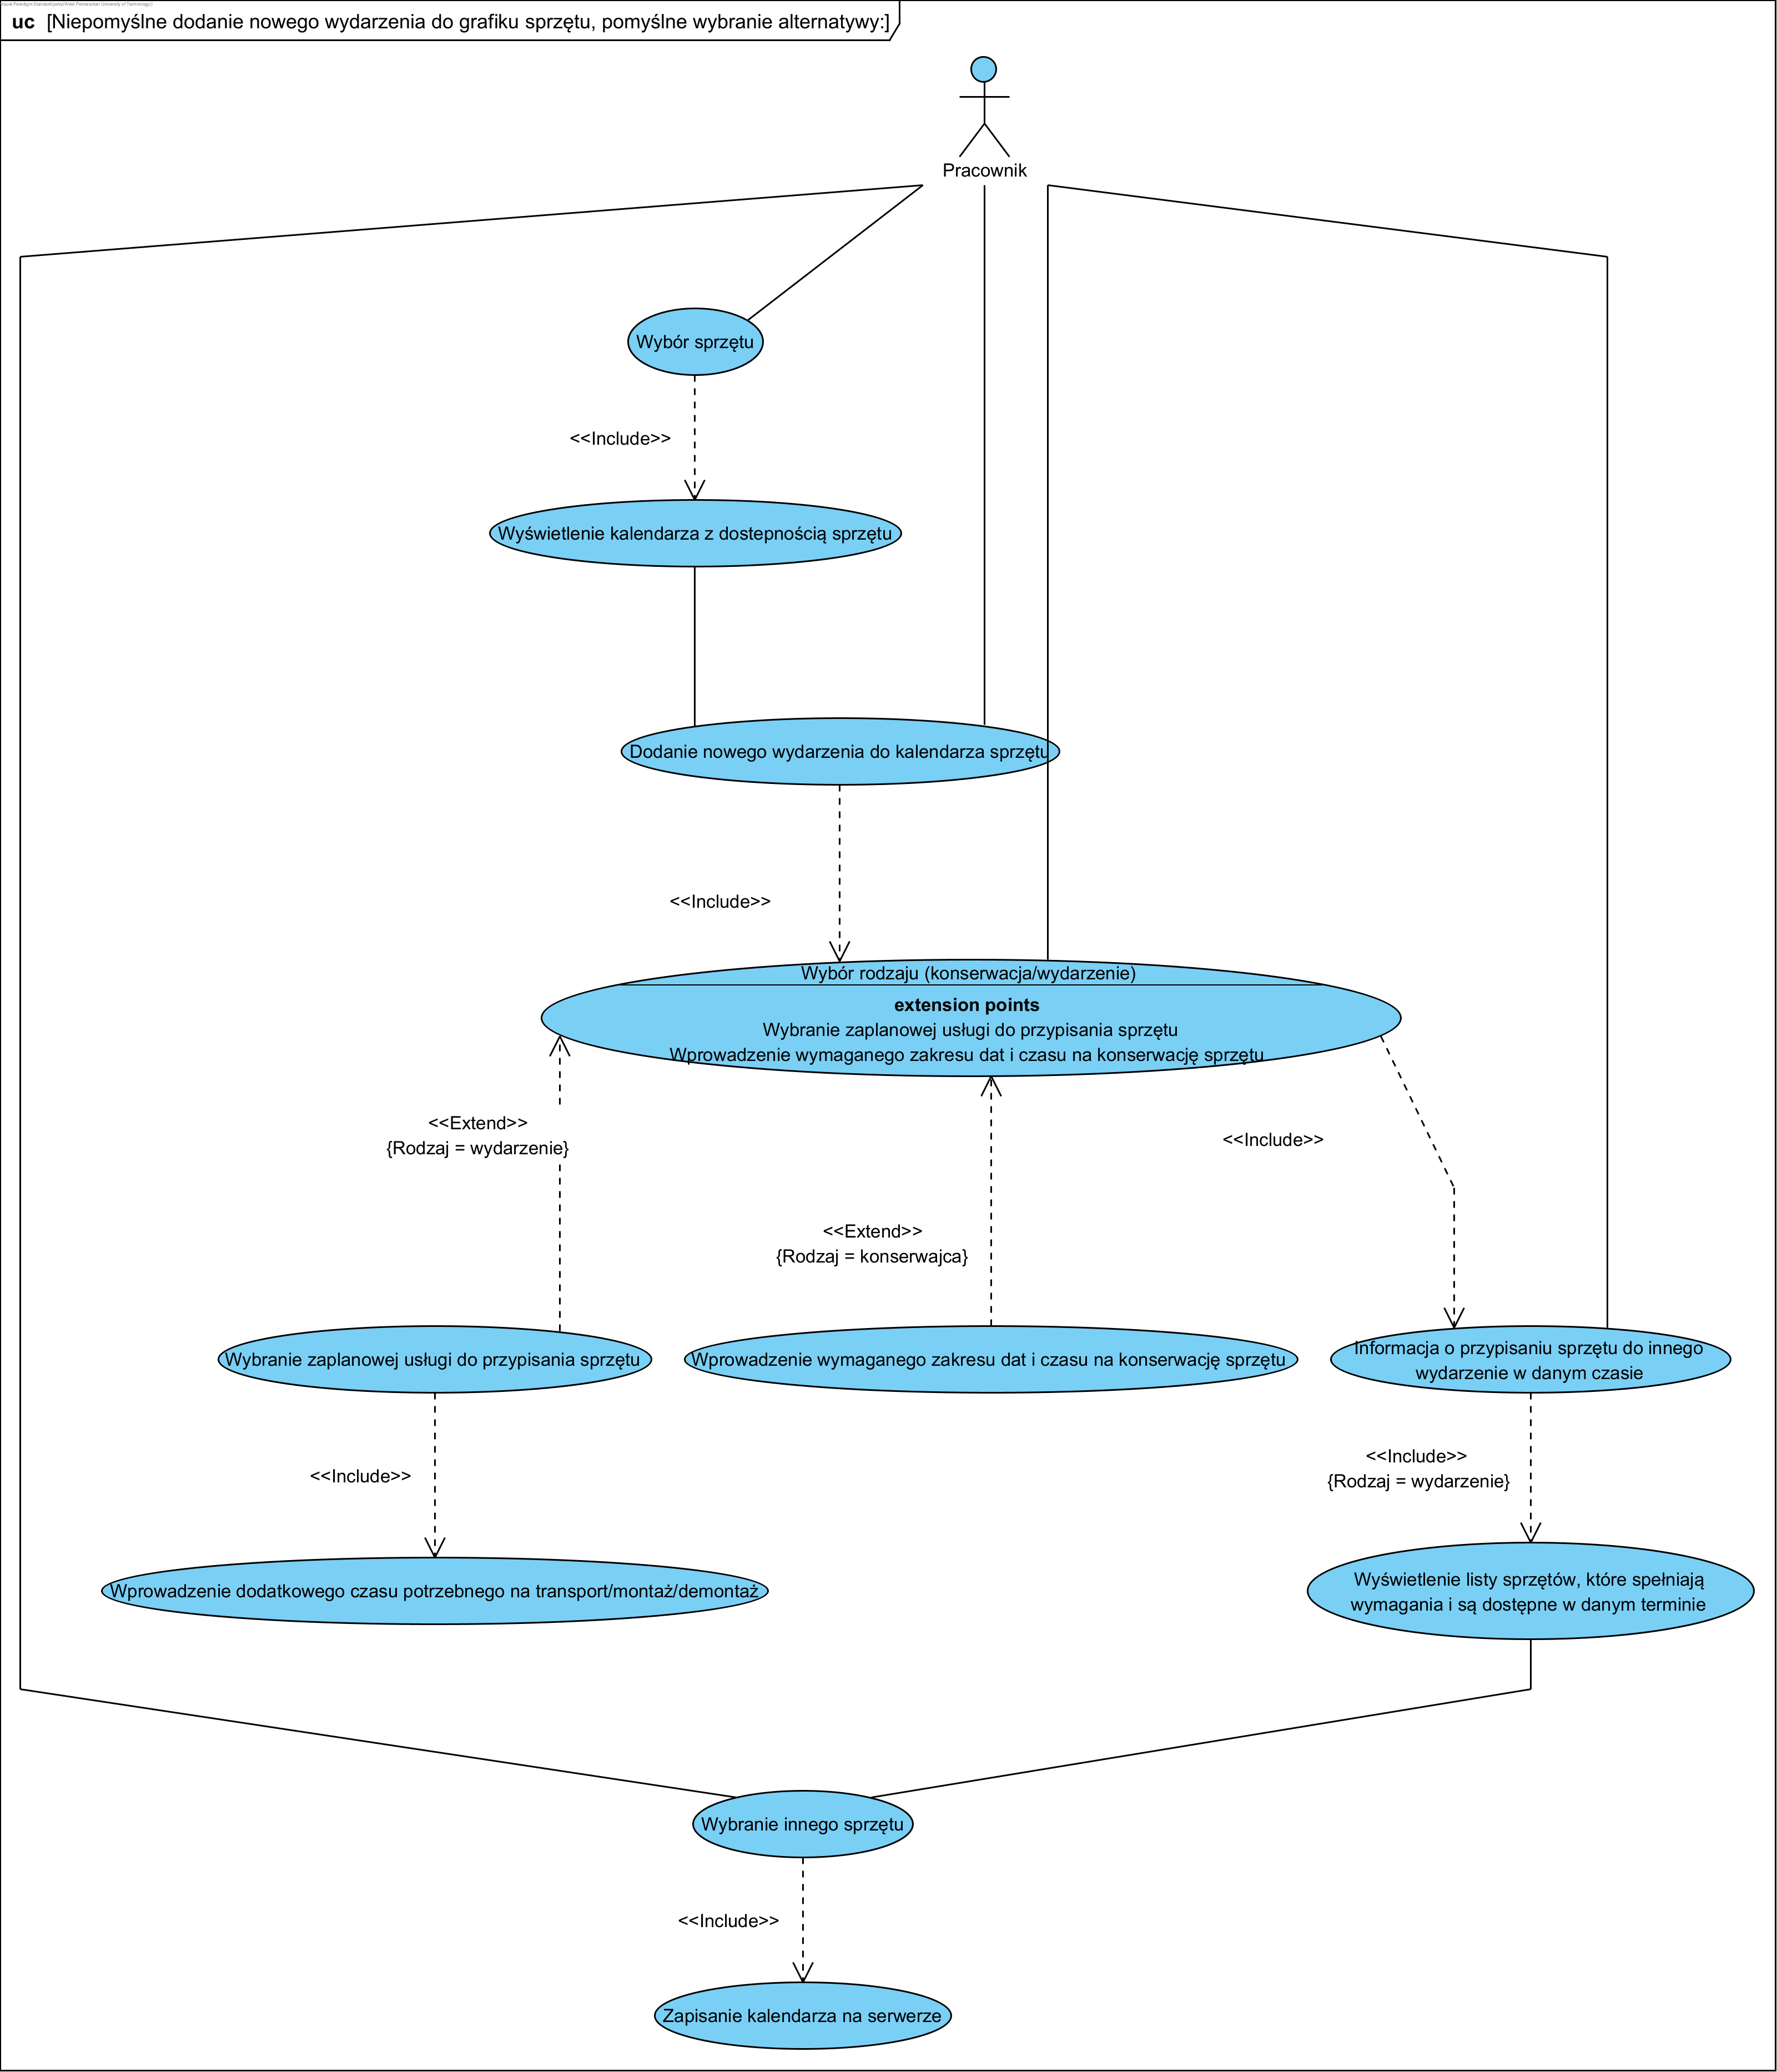 Visual Paradigm Standard(patryk(West Pomeranian University of Technology))
uc [Niepomyślne dodanie nowego wydarzenia do grafiku sprzętu, pomyślne wybranie alternatywy:]
Pracownik
Wybór sprzętu
<<Include>>
Wyświetlenie kalendarza z dostepnością sprzętu
Dodanie nowego wydarzenia do kalendarza sprzętu
<<Include>>
Wybór rodzaju (konserwacja/wydarzenie)
extension points
Wybranie zaplanowej usługi do przypisania sprzętu
Wprowadzenie wymaganego zakresu dat i czasu na konserwację sprzętu
<<Extend>>
{Rodzaj = wydarzenie}
<<Include>>
<<Extend>>
{Rodzaj = konserwajca}
Wybranie zaplanowej usługi do przypisania sprzętu
Wprowadzenie wymaganego zakresu dat i czasu na konserwację sprzętu
Informacja o przypisaniu sprzętu do innego
wydarzenie w danym czasie
<<Include>>
<<Include>>
{Rodzaj = wydarzenie}
Wprowadzenie dodatkowego czasu potrzebnego na transport/montaż/demontaż
Wyświetlenie listy sprzętów, które spełniają
wymagania i są dostępne w danym terminie
Wybranie innego sprzętu
<<Include>>
Zapisanie kalendarza na serwerze